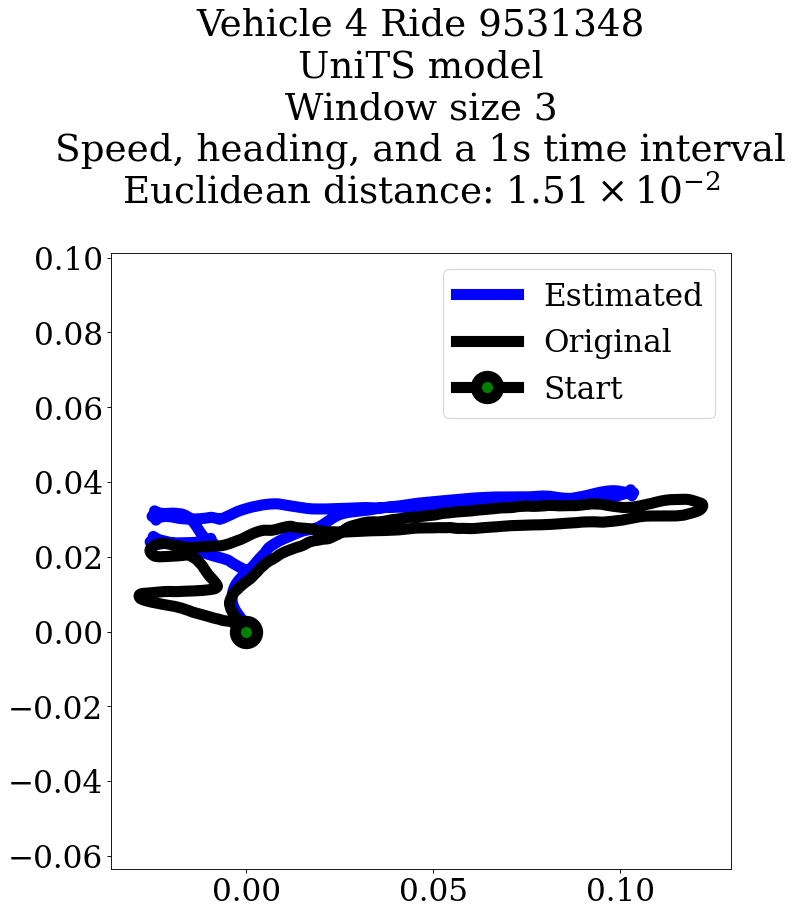 Vehicle 4 Ride 9531348
UniTS model
Window size 3
Speed, heading, and a 1s time interval
Euclidean distance: 1.51 × 10⁻²
Estimated
Original
Start
0.10
0.08
0.06
0.04
0.02
0.00
−0.02
−0.04
−0.06
0.00 0.05 0.10